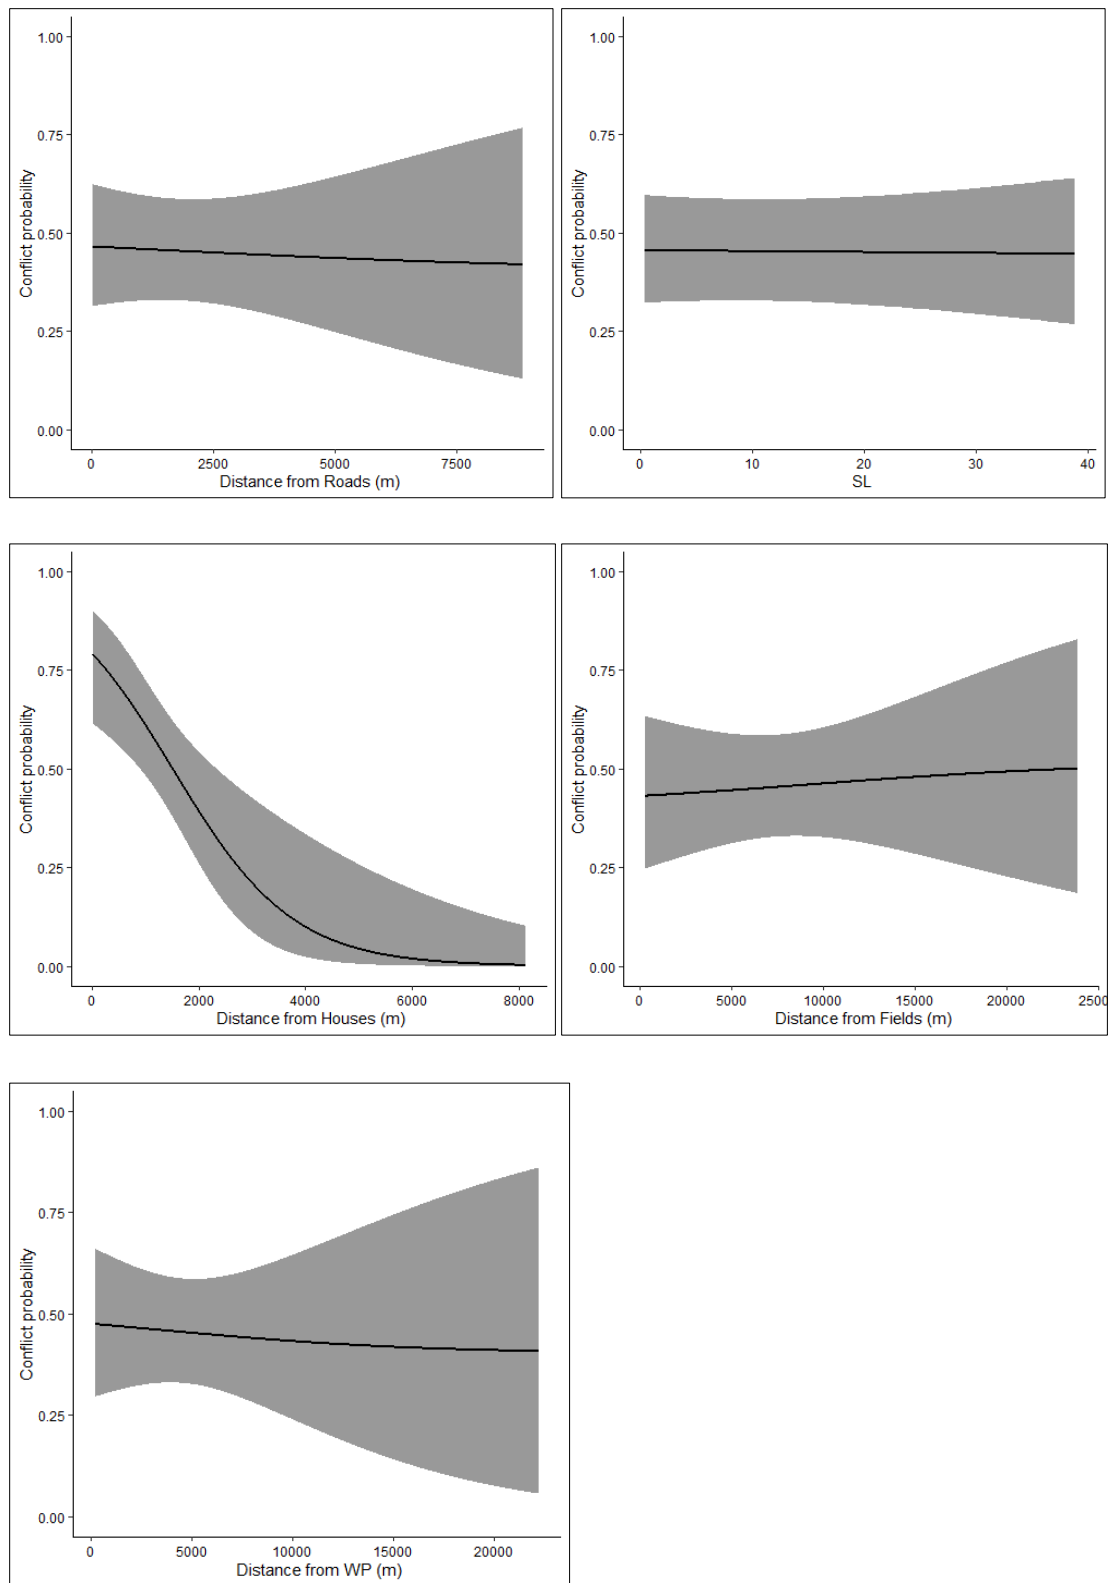 1.00
0.75
0.50
0.25
0.00
Conflict probability
0 2500 5000 7500
Distance from Roads (m)
1.00
0.75
0.50
0.25
0.00
Conflict probability
0 10 20 30 40
SL
1.00
0.75
0.50
0.25
0.00
Conflict probability
0 2000 4000 6000 8000
Distance from Houses (m)
1.00
0.75
0.50
0.25
0.00
Conflict probability
0 5000 10000 15000 20000 2500
Distance from Fields (m)
1.00
0.75
0.50
0.25
0.00
Conflict probability
0 5000 10000 15000 20000
Distance from WP (m)